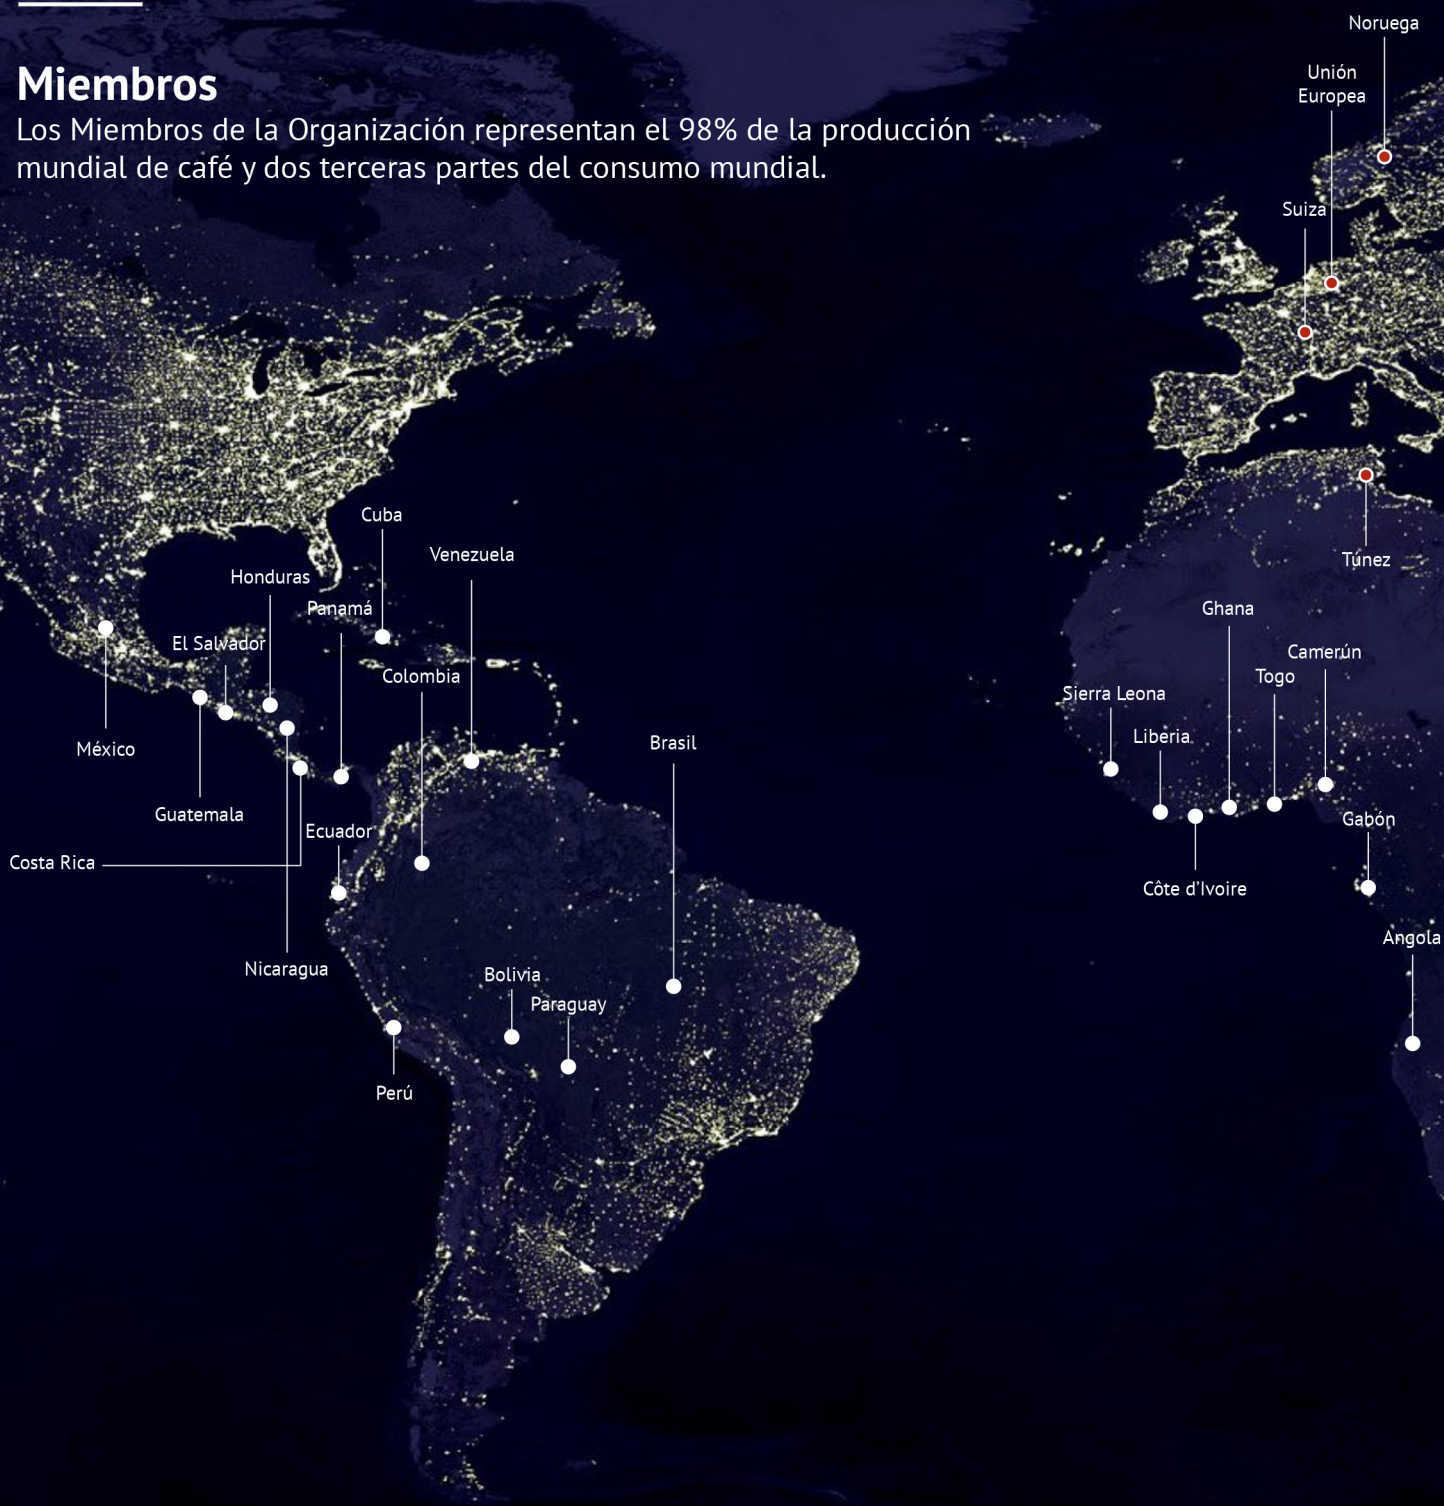 Miembros
Los Miembros de la Organización representan el 98% de la producción
mundial de café y dos terceras partes del consumo mundial.
Noruega
Unión
Europea
Suiza
Túnez
Cuba
Venezuela
Honduras
Panamá
El Salvador
Colombia
México
Guatemala
Ecuador
Costa Rica
Nicaragua
Brasil
Bolivia
Paraguay
Perú
Ghana
Camerún
Togo
Sierra Leona
Liberia
Gabón
Côte d'Ivoire
Angola